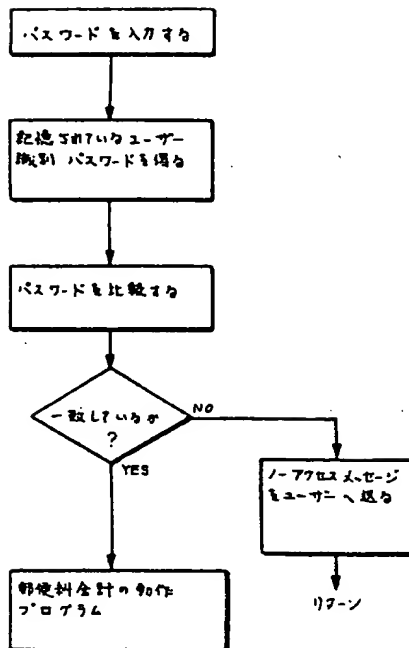 パスワードを入力する
記憶されているユーザー
識別 パスワードを得る
パスワードを比較する
一致しているか
?
NO
YES
ノーアクセスメッセージ
をユーザーへ送る
リターン
郵便料金計の動作
プログラム